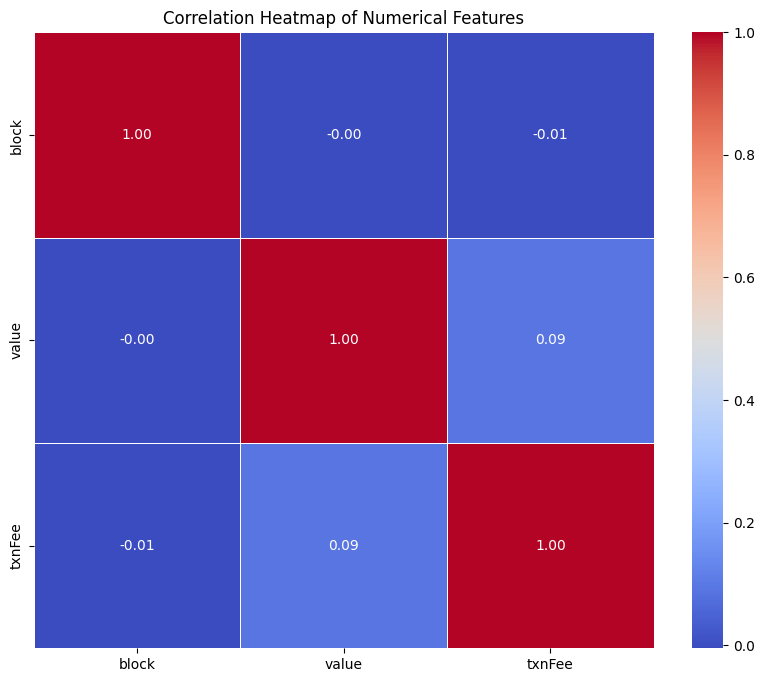 Correlation Heatmap of Numerical Features
block
value
txnFee
1.00
-0.00
-0.01
-0.00
1.00
0.09
-0.01
0.09
1.00
block
value
txnFee
1.0
0.8
0.6
0.4
0.2
0.0